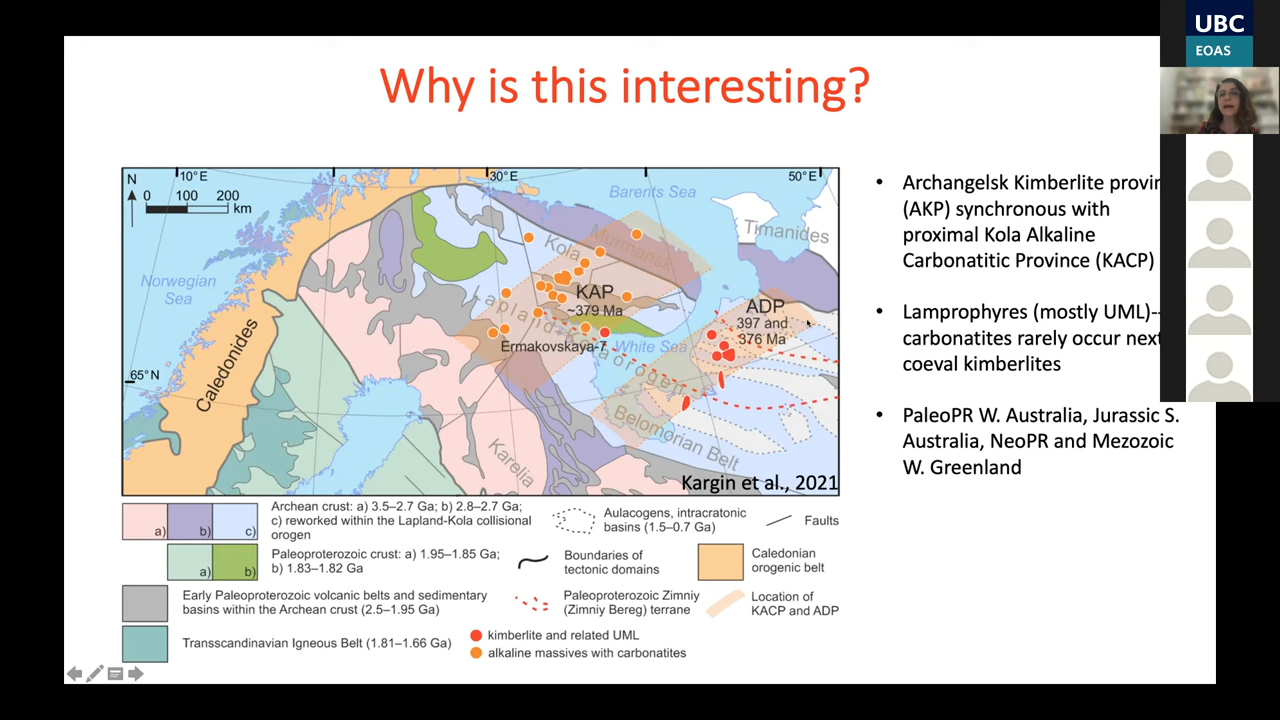 UBC
EOAS
Why is this interesting?
10°E
30°E
50°E
N
0 100 200
km
Barents Sea
Timanides
Murmansk
Kola
Norwegian
Sea
KAP
~379 Ma
ADP
397 and
376 Ma
Lapland-Kola orogen
Ermakovskaya-7
White Sea
Caledonides
65°N
Belomorian Belt
Karelia
Kargin et al., 2021
• Archangelsk Kimberlite provin
(AKP) synchronous with
proximal Kola Alkaline
Carbonatitic Province (KACP)
• Lamprophyres (mostly UML)--
carbonatites rarely occur next
coeval kimberlites
• PaleoPR W. Australia, Jurassic S.
Australia, NeoPR and Mezozoic
W. Greenland
a) b) c)
Archean crust: a) 3.5–2.7 Ga; b) 2.8–2.7 Ga;
c) reworked within the Lapland-Kola collisional
orogen
Aulacogens, intracratonic
basins (1.5–0.7 Ga)
Faults
a) b)
Paleoproterozoic crust: a) 1.95–1.85 Ga;
b) 1.83–1.82 Ga
Boundaries of
tectonic domains
Caledonian
orogenic belt
Early Paleoproterozoic volcanic belts and sedimentary
basins within the Archean crust (2.5–1.95 Ga)
Paleoproterozoic Zimniy
(Zimniy Bereg) terrane
Location of
KACP and ADP
Transscandinavian Igneous Belt (1.81–1.66 Ga)
kimberlite and related UML
alkaline massives with carbonatites